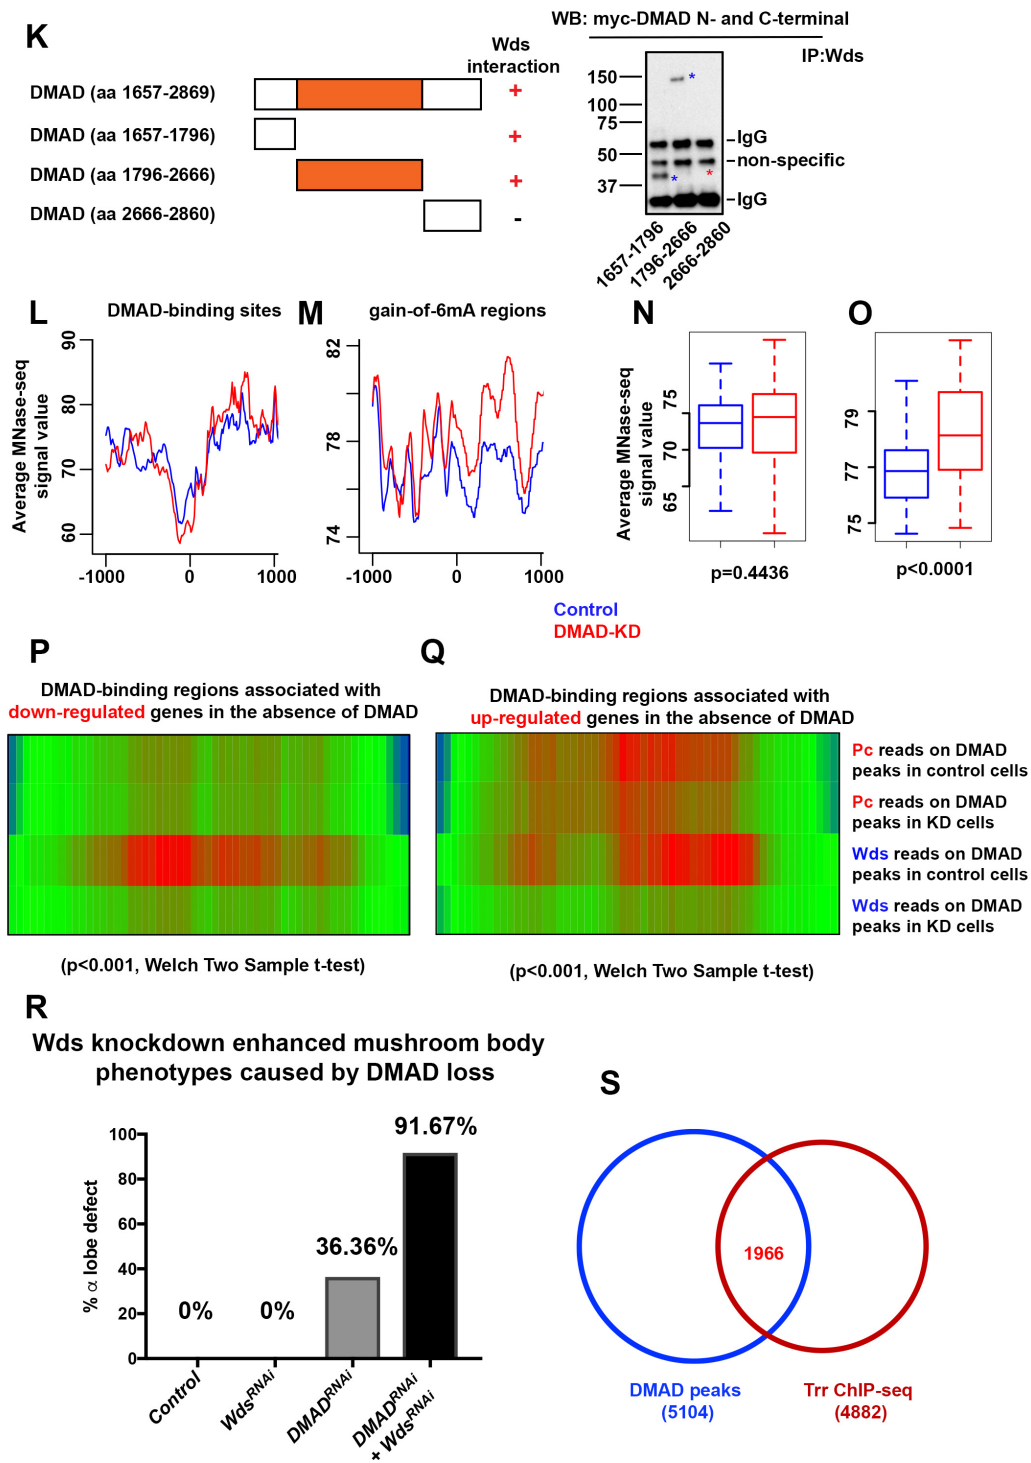 K
WB: myc-DMAD N- and C-terminal
Wds
interaction
IP:Wds
DMAD (aa 1657-2869)
+
DMAD (aa 1657-1796)
+
DMAD (aa 1796-2666)
+
DMAD (aa 2666-2860)
-
150
*
100
75
IgG
50
non-specific
*
*
37
IgG
1657-1796
1796-2666
2666-2860
L
DMAD-binding sites
Average MNase-seq
signal value
90
80
70
60
-1000
0
1000
M
gain-of-6mA regions
82
78
74
-1000
0
1000
N
Average MNase-seq
signal value
75
70
65
p=0.4436
O
79
77
75
p<0.0001
Control
DMAD-KD
P
DMAD-binding regions associated with
down-regulated genes in the absence of DMAD
(p<0.001, Welch Two Sample t-test)
Q
DMAD-binding regions associated with
up-regulated genes in the absence of DMAD
Pc reads on DMAD
peaks in control cells
Pc reads on DMAD
peaks in KD cells
Wds reads on DMAD
peaks in control cells
Wds reads on DMAD
peaks in KD cells
(p<0.001, Welch Two Sample t-test)
R
Wds knockdown enhanced mushroom body
phenotypes caused by DMAD loss
% α lobe defect
100
80
60
40
20
0
0%
0%
36.36%
91.67%
Control
Wds RNAi
DMAD RNAi
DMAD RNAi
+ Wds RNAi
S
1966
DMAD peaks
(5104)
Trr ChIP-seq
(4882)